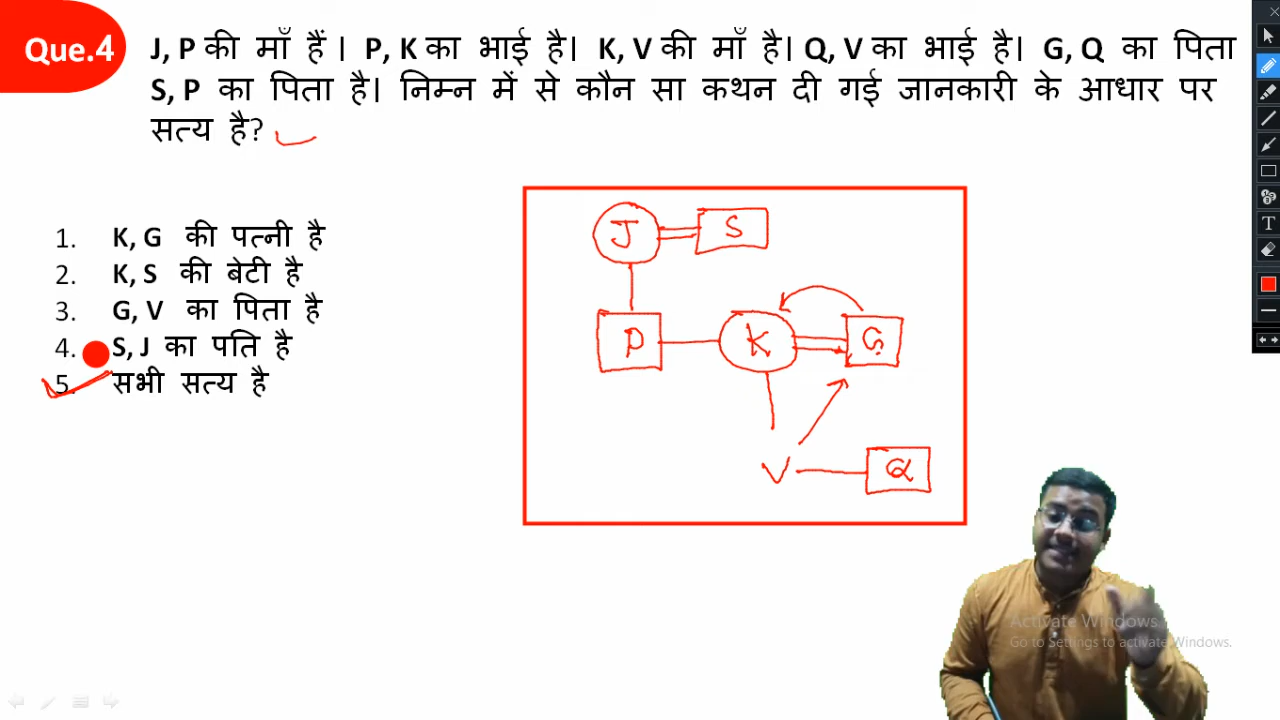 Que.4
J, P की माँ हैं। P, K का भाई है। K, V की माँ है। Q, V का भाई है। G, Q का पिता
S, P का पिता है। निम्न में से कौन सा कथन दी गई जानकारी के आधार पर
सत्य है?
1. K, G की पत्नी है
2. K, S की बेटी है
3. G, V का पिता है
4. S, J का पति है
5. सभी सत्य है
J S
P K G
V Q
T
Activate Windows
Go to Settings to activate Windows.